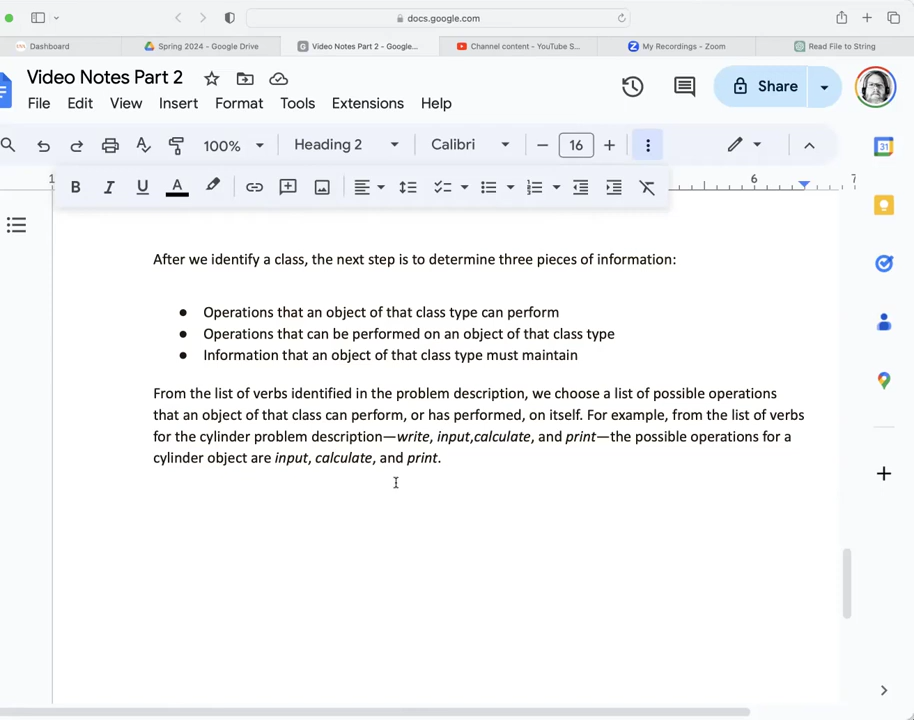 docs.google.com
Dashboard
Spring 2024 - Google Drive
Video Notes Part 2 - Google...
Channel content - YouTube S...
My Recordings - Zoom
Read File to String
Video Notes Part 2
Share
File Edit View Insert Format Tools Extensions Help
100% Heading 2 Calibri 16
B I U A
1 6 7
31
After we identify a class, the next step is to determine three pieces of information:
● Operations that an object of that class type can perform
● Operations that can be performed on an object of that class type
● Information that an object of that class type must maintain
From the list of verbs identified in the problem description, we choose a list of possible operations
that an object of that class can perform, or has performed, on itself. For example, from the list of verbs
for the cylinder problem description—write, input,calculate, and print—the possible operations for a
cylinder object are input, calculate, and print.